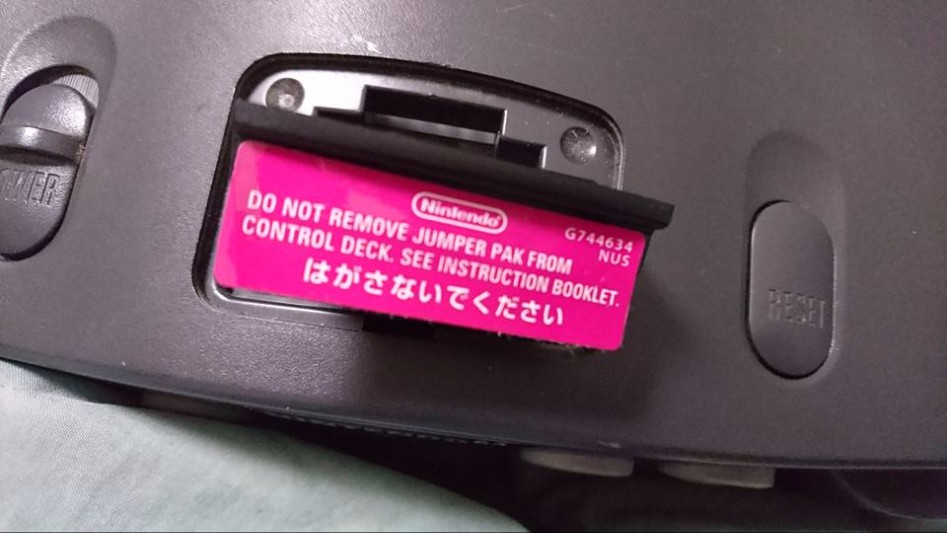 Nintendo
DO NOT REMOVE JUMPER PAK FROM
CONTROL DECK. SEE INSTRUCTION BOOKLET.
はがさないでください
G744634
NUS
RESET